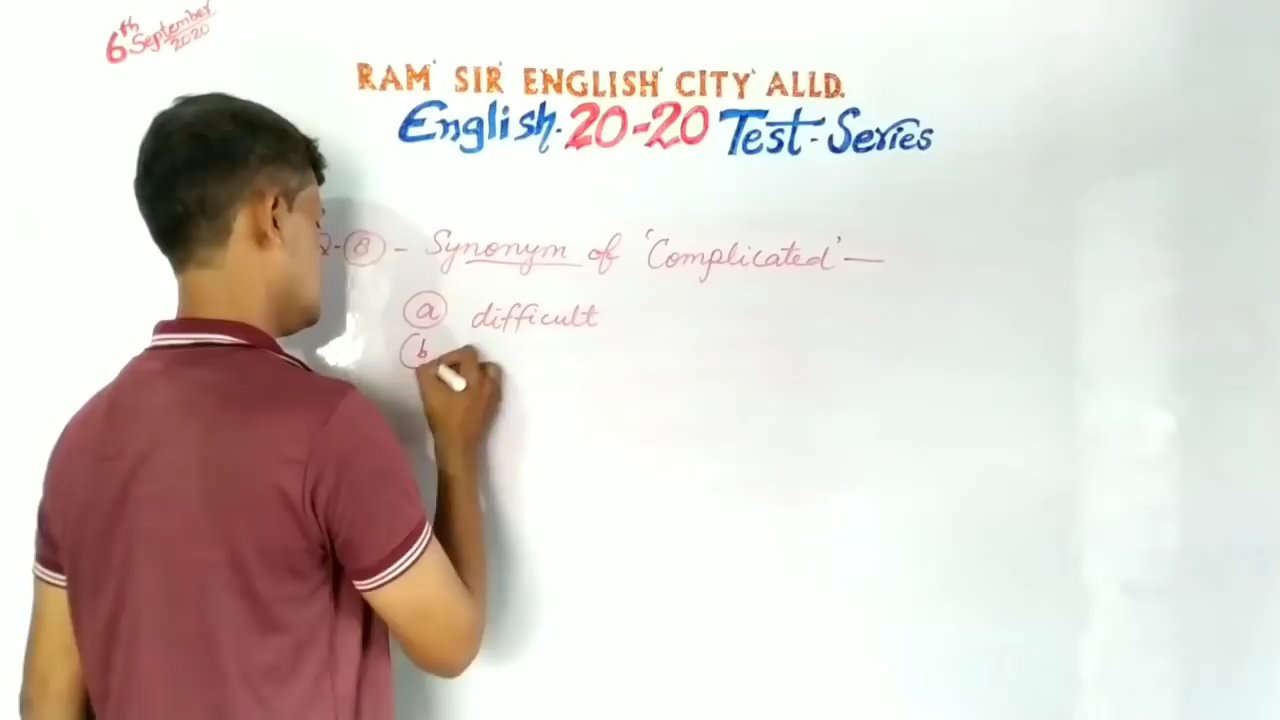 6th September 2020
RAM SIR ENGLISH CITY ALLD.
English 20-20 Test-Series
Q-8 - Synonym of 'Complicated' —
a difficult
b